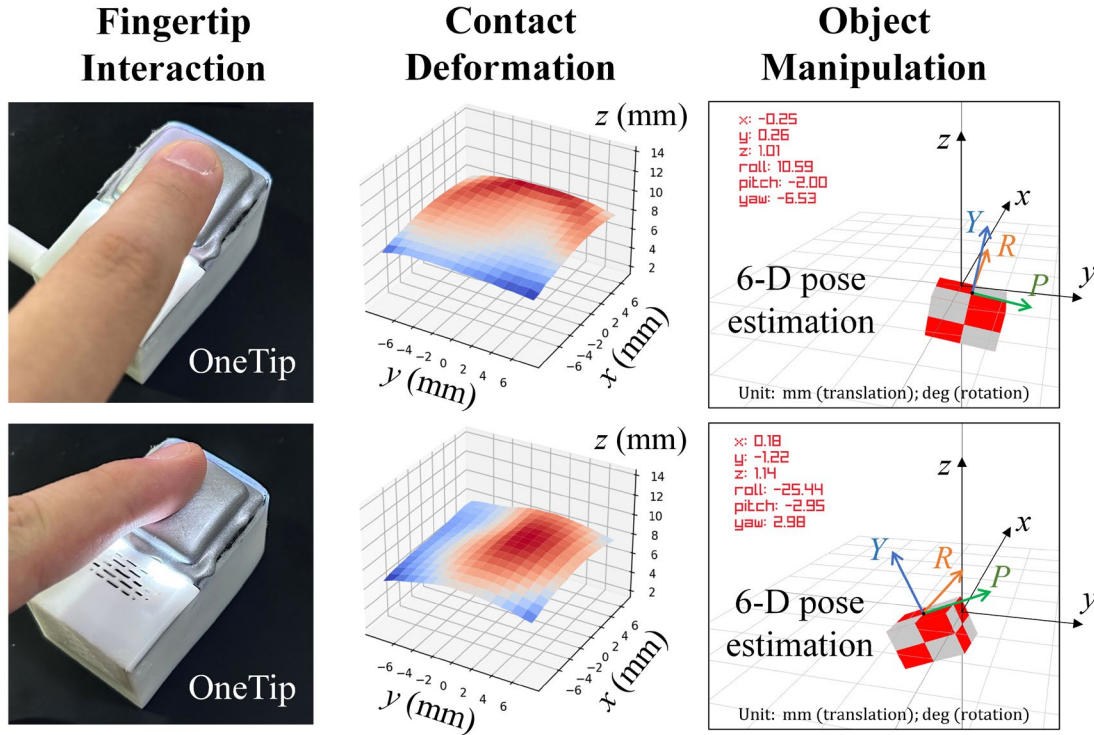 Fingertip
Interaction
Contact
Deformation
Object
Manipulation
OneTip
z (mm)
14
12
10
8
6
4
2
−6
−4
−2
0
2
4
6
y (mm)
−6
−4
−2
0
2
4
6
x (mm)
x: -0.25
y: 0.26
z: 1.01
roll: 10.59
pitch: -2.00
yaw: -6.53
z
x
Y
R
P
y
6-D pose
estimation
Unit: mm (translation); deg (rotation)
OneTip
z (mm)
14
12
10
8
6
4
2
−6
−4
−2
0
2
4
6
y (mm)
−6
−4
−2
0
2
4
6
x (mm)
x: 0.18
y: -1.22
z: 1.14
roll: -25.44
pitch: -2.95
yaw: 2.98
z
x
Y
R
P
y
6-D pose
estimation
Unit: mm (translation); deg (rotation)